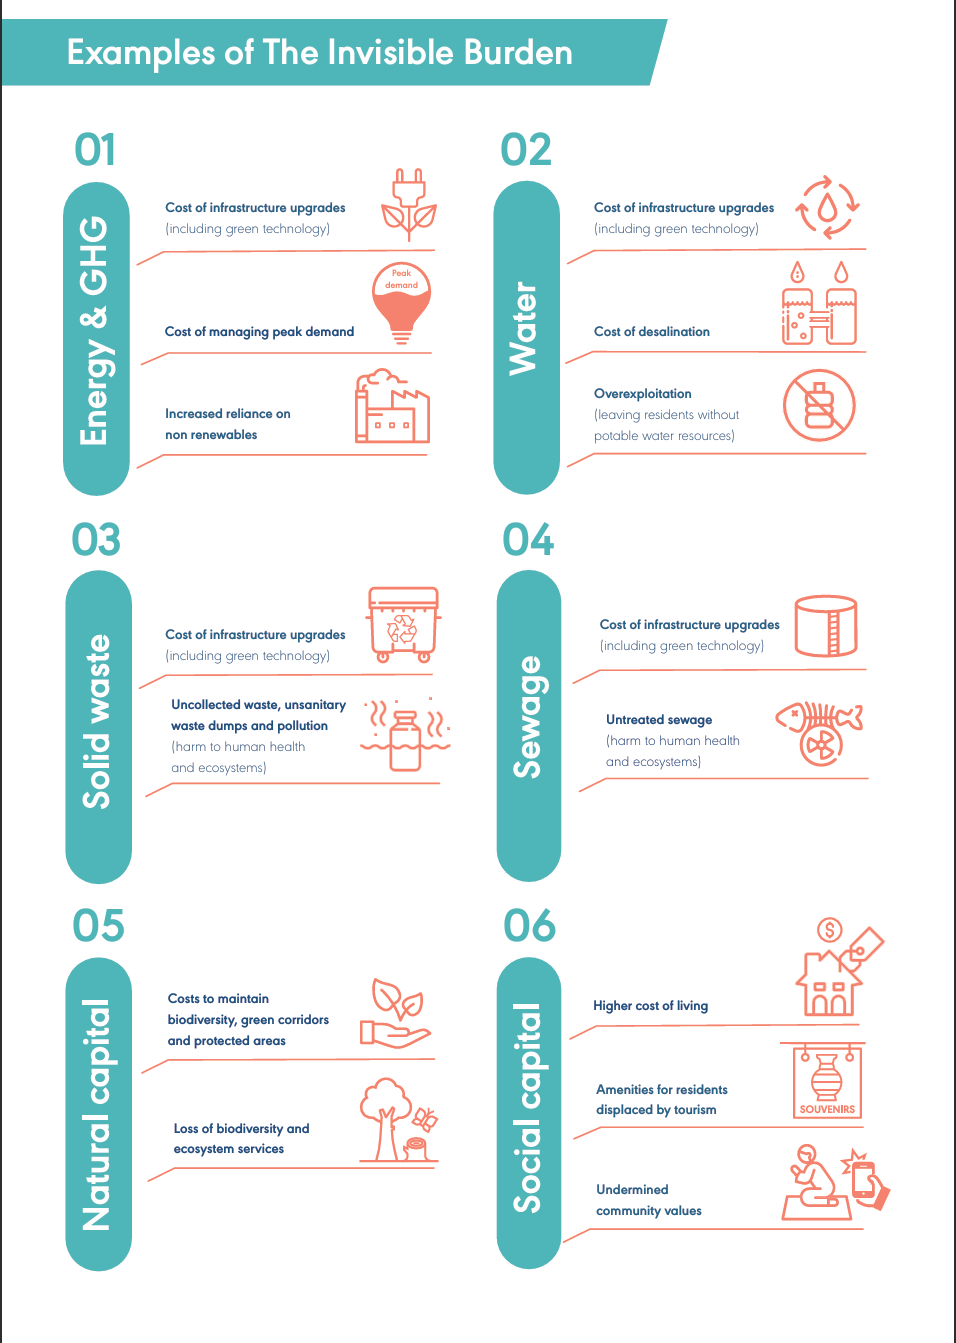 Examples of The Invisible Burden
01
Energy & GHG
Cost of infrastructure upgrades
(including green technology)
Peak
demand
Cost of managing peak demand
Increased reliance on
non renewables
02
Water
Cost of infrastructure upgrades
(including green technology)
Cost of desalination
Overexploitation
(leaving residents without
potable water resources)
03
Solid waste
Cost of infrastructure upgrades
(including green technology)
Uncollected waste, unsanitary
waste dumps and pollution
(harm to human health
and ecosystems)
04
Sewage
Cost of infrastructure upgrades
(including green technology)
Untreated sewage
(harm to human health
and ecosystems)
05
Natural capital
Costs to maintain
biodiversity, green corridors
and protected areas
Loss of biodiversity and
ecosystem services
06
Social capital
$
Higher cost of living
Amenities for residents
displaced by tourism
SOUVENIRS
Undermined
community values